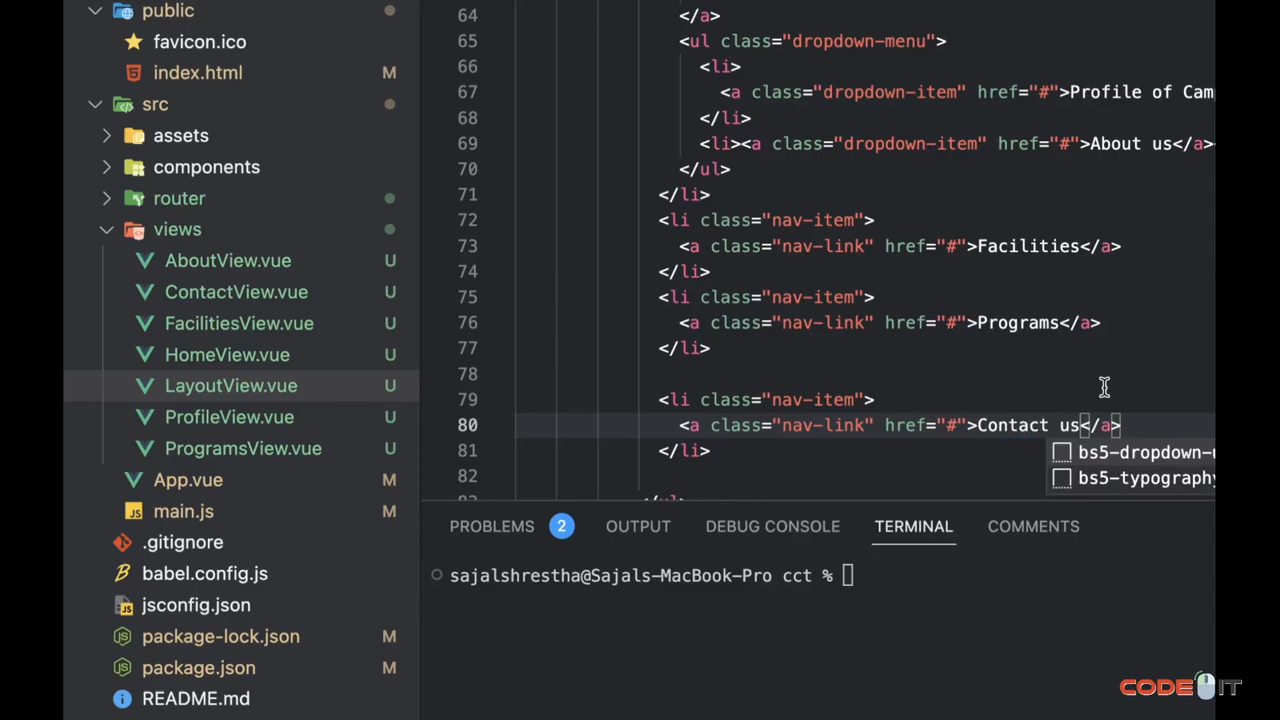 public
favicon.ico
index.html M
src
assets
components
router
views
AboutView.vue U
ContactView.vue U
FacilitiesView.vue U
HomeView.vue U
LayoutView.vue U
ProfileView.vue U
ProgramsView.vue U
App.vue M
JS main.js M
.gitignore
babel.config.js
jsconfig.json
package-lock.json M
package.json M
README.md
64 </a>
65 <ul class="dropdown-menu">
66 <li>
67 <a class="dropdown-item" href="#">Profile of Cam
68 </li>
69 <li><a class="dropdown-item" href="#">About us</a>
70 </ul>
71 </li>
72 <li class="nav-item">
73 <a class="nav-link" href="#">Facilities</a>
74 </li>
75 <li class="nav-item">
76 <a class="nav-link" href="#">Programs</a>
77 </li>
78
79 <li class="nav-item">
80 <a class="nav-link" href="#">Contact us</a>
81 </li>
82
bs5-dropdown-u
bs5-typography
PROBLEMS 2 OUTPUT DEBUG CONSOLE TERMINAL COMMENTS
sajalshrestha@Sajals-MacBook-Pro cct %
CODE IT